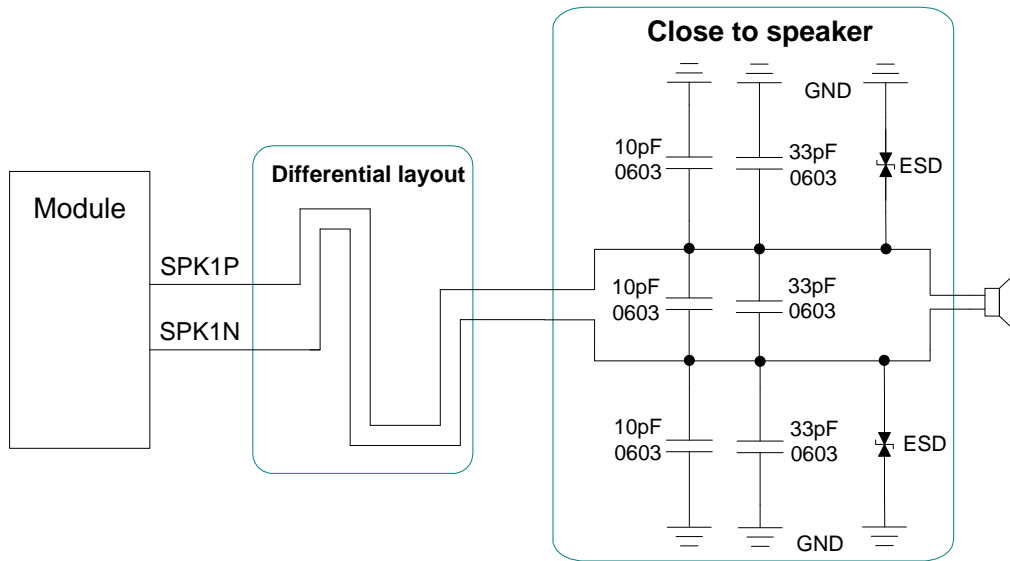 Close to speaker
GND
10pF
0603
33pF
0603
ESD
Differential layout
Module
SPK1P
10pF
0603
33pF
0603
SPK1N
10pF
0603
33pF
0603
ESD
GND